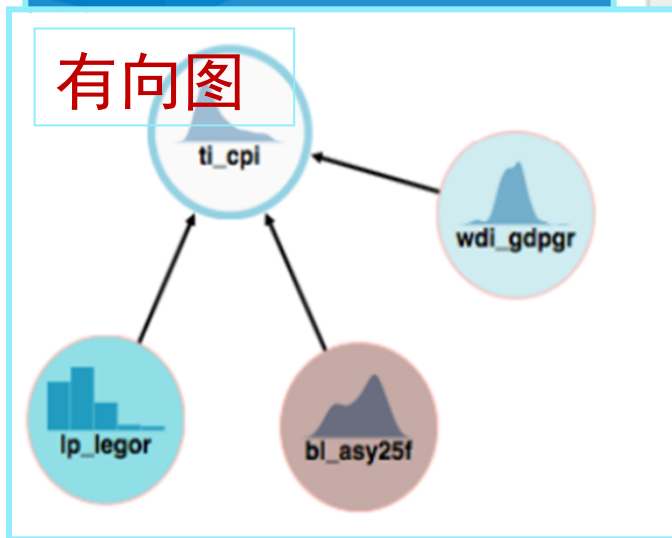 有向图
ti_cpi
wdi_gdpgr
lp_legor
bl_asy25f